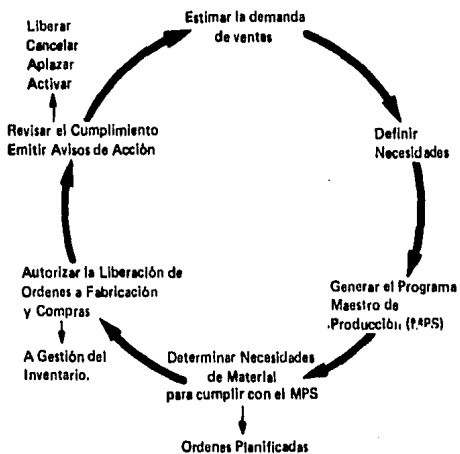 Estimar la demanda
de ventas
Definir
Necesidades
Generar el Programa
Maestro de
Producción (MPS)
Determinar Necesidades
de Material
para cumplir con el MPS
Ordenes Planificadas
Autorizar la Liberación de
Ordenes a Fabricación
y Compras
A Gestión del
Inventario.
Revisar el Cumplimiento
Emitir Avisos de Acción
Liberar
Cancelar
Aplazar
Activar